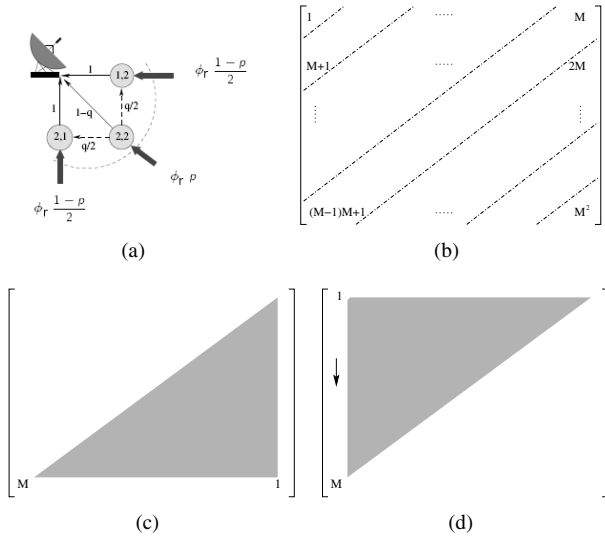 1
1,2
ϕr (1 − p)/2
1
1−q
q/2
2,1
q/2
2,2
ϕr p
ϕr (1 − p)/2
(a)
1 ..... M
M+1 ..... 2M
..... .....
(M−1)M+1 ..... M²
(b)
M 1
(c)
1
M
(d)